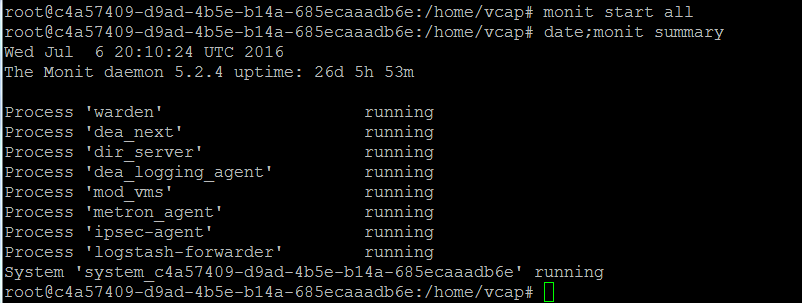 root@c4a57409-d9ad-4b5e-b14a-685ecaaadb6e:/home/vcap# monit start all
root@c4a57409-d9ad-4b5e-b14a-685ecaaadb6e:/home/vcap# date;monit summary
Wed Jul  6 20:10:24 UTC 2016
The Monit daemon 5.2.4 uptime: 26d 5h 53m

Process 'warden'                    running
Process 'dea_next'                  running
Process 'dir_server'                running
Process 'dea_logging_agent'         running
Process 'mod_vms'                   running
Process 'metron_agent'              running
Process 'ipsec-agent'               running
Process 'logstash-forwarder'        running
System 'system_c4a57409-d9ad-4b5e-b14a-685ecaaadb6e' running
root@c4a57409-d9ad-4b5e-b14a-685ecaaadb6e:/home/vcap#